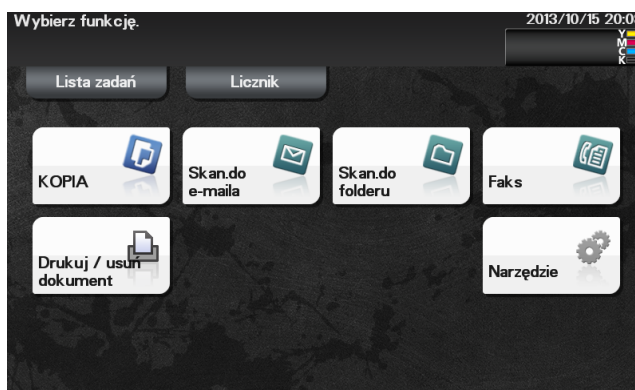 Wybierz funkcję.
2013/10/15 20:0
Y
M
C
K
Lista zadań
Licznik
KOPIA
Skan.do
e-maila
Skan.do
folderu
Faks
Drukuj / usuń
dokument
Narzędzie